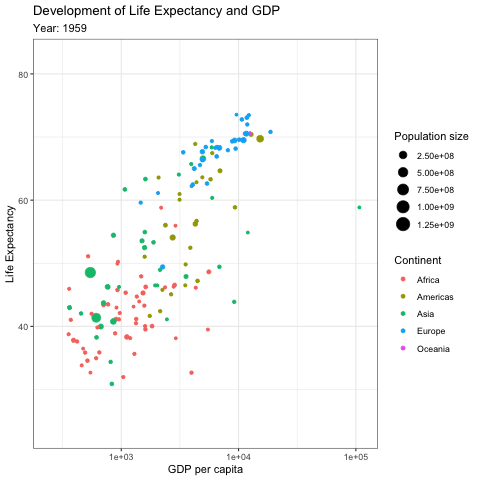 Development of Life Expectancy and GDP
Year: 1959
80
60
40
Life Expectancy
1e+03
1e+04
1e+05
GDP per capita
Population size
2.50e+08
5.00e+08
7.50e+08
1.00e+09
1.25e+09
Continent
Africa
Americas
Asia
Europe
Oceania